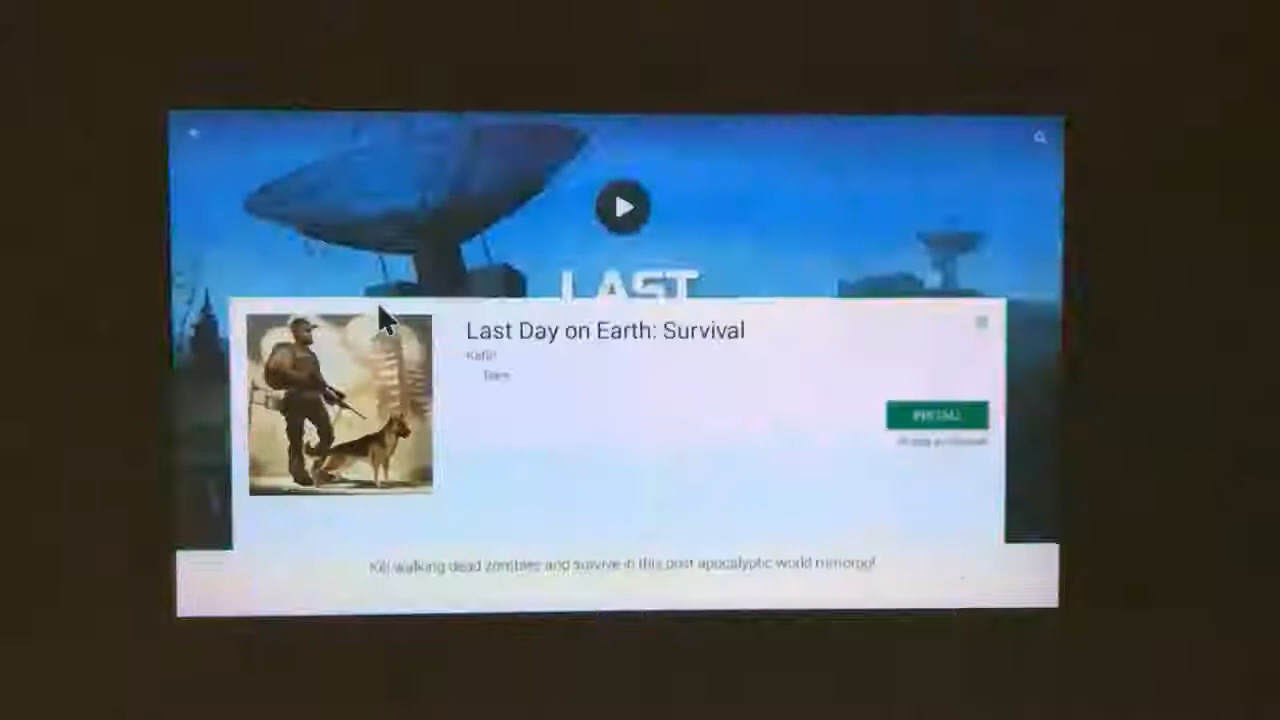 LAST
Last Day on Earth: Survival
Kefir!
Teen
INSTALL
Kill walking dead zombies and survive in this post apocalyptic world mmorpg!